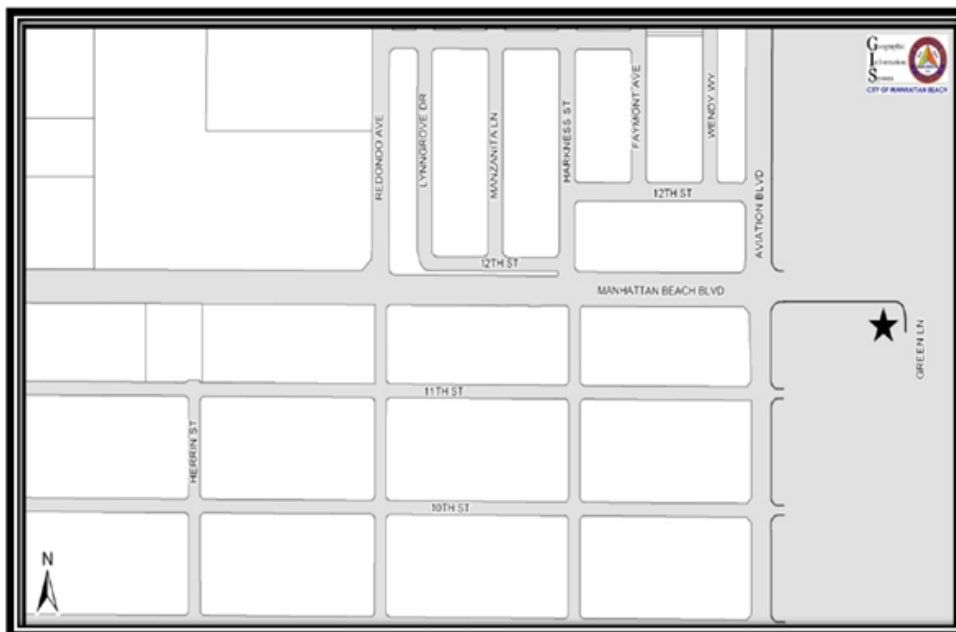 Geographic
Information
System
CITY OF MANHATTAN BEACH
REDONDO AVE
LYNNGROVE DR
MANZANITA LN
HARKNESS ST
FAYMONT AVE
WENDY WY
AVIATION BLVD
12TH ST
12TH ST
MANHATTAN BEACH BLVD
GREEN LN
11TH ST
HERRIN ST
10TH ST
N